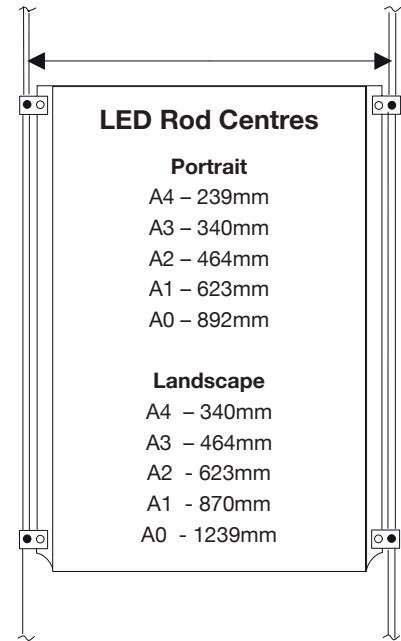 LED Rod Centres
Portrait
A4 – 239mm
A3 – 340mm
A2 – 464mm
A1 – 623mm
A0 – 892mm
Landscape
A4 – 340mm
A3 – 464mm
A2 - 623mm
A1 - 870mm
A0 - 1239mm